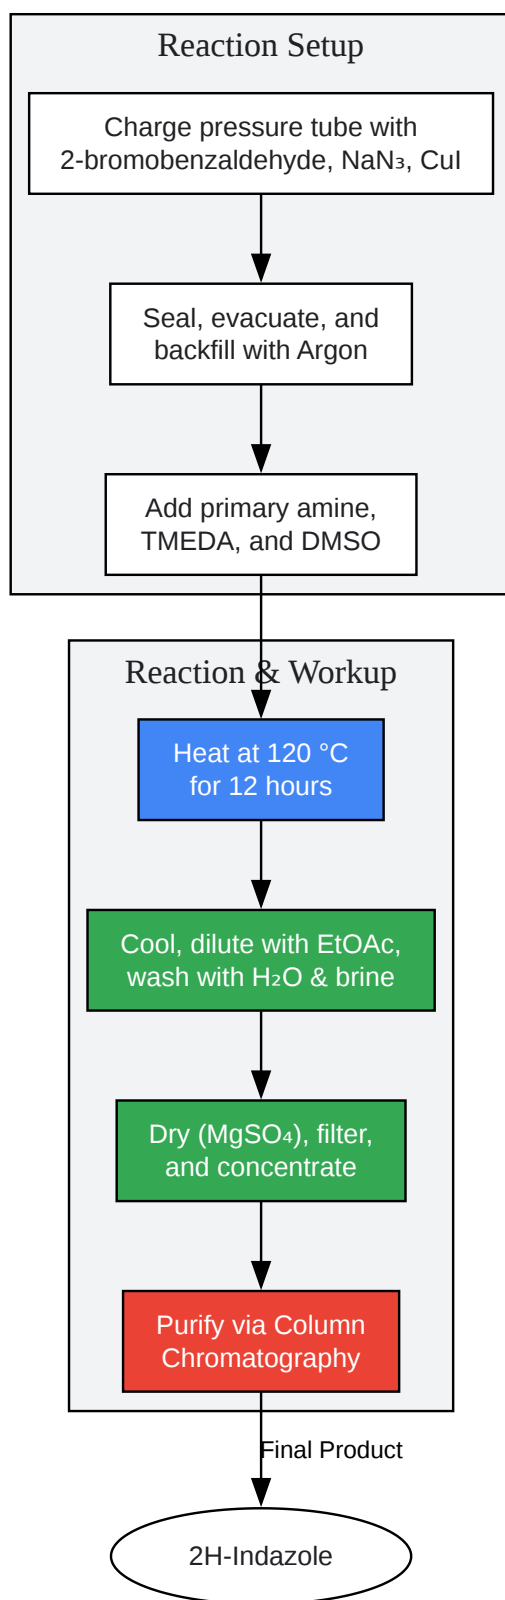 Reaction Setup
Charge pressure tube with
2-bromobenzaldehyde, NaN₃, CuI
Seal, evacuate, and
backfill with Argon
Add primary amine,
TMEDA, and DMSO
Reaction & Workup
Heat at 120 °C
for 12 hours
Cool, dilute with EtOAc,
wash with H₂O & brine
Dry (MgSO₄), filter,
and concentrate
Purify via Column
Chromatography
Final Product
2H-Indazole